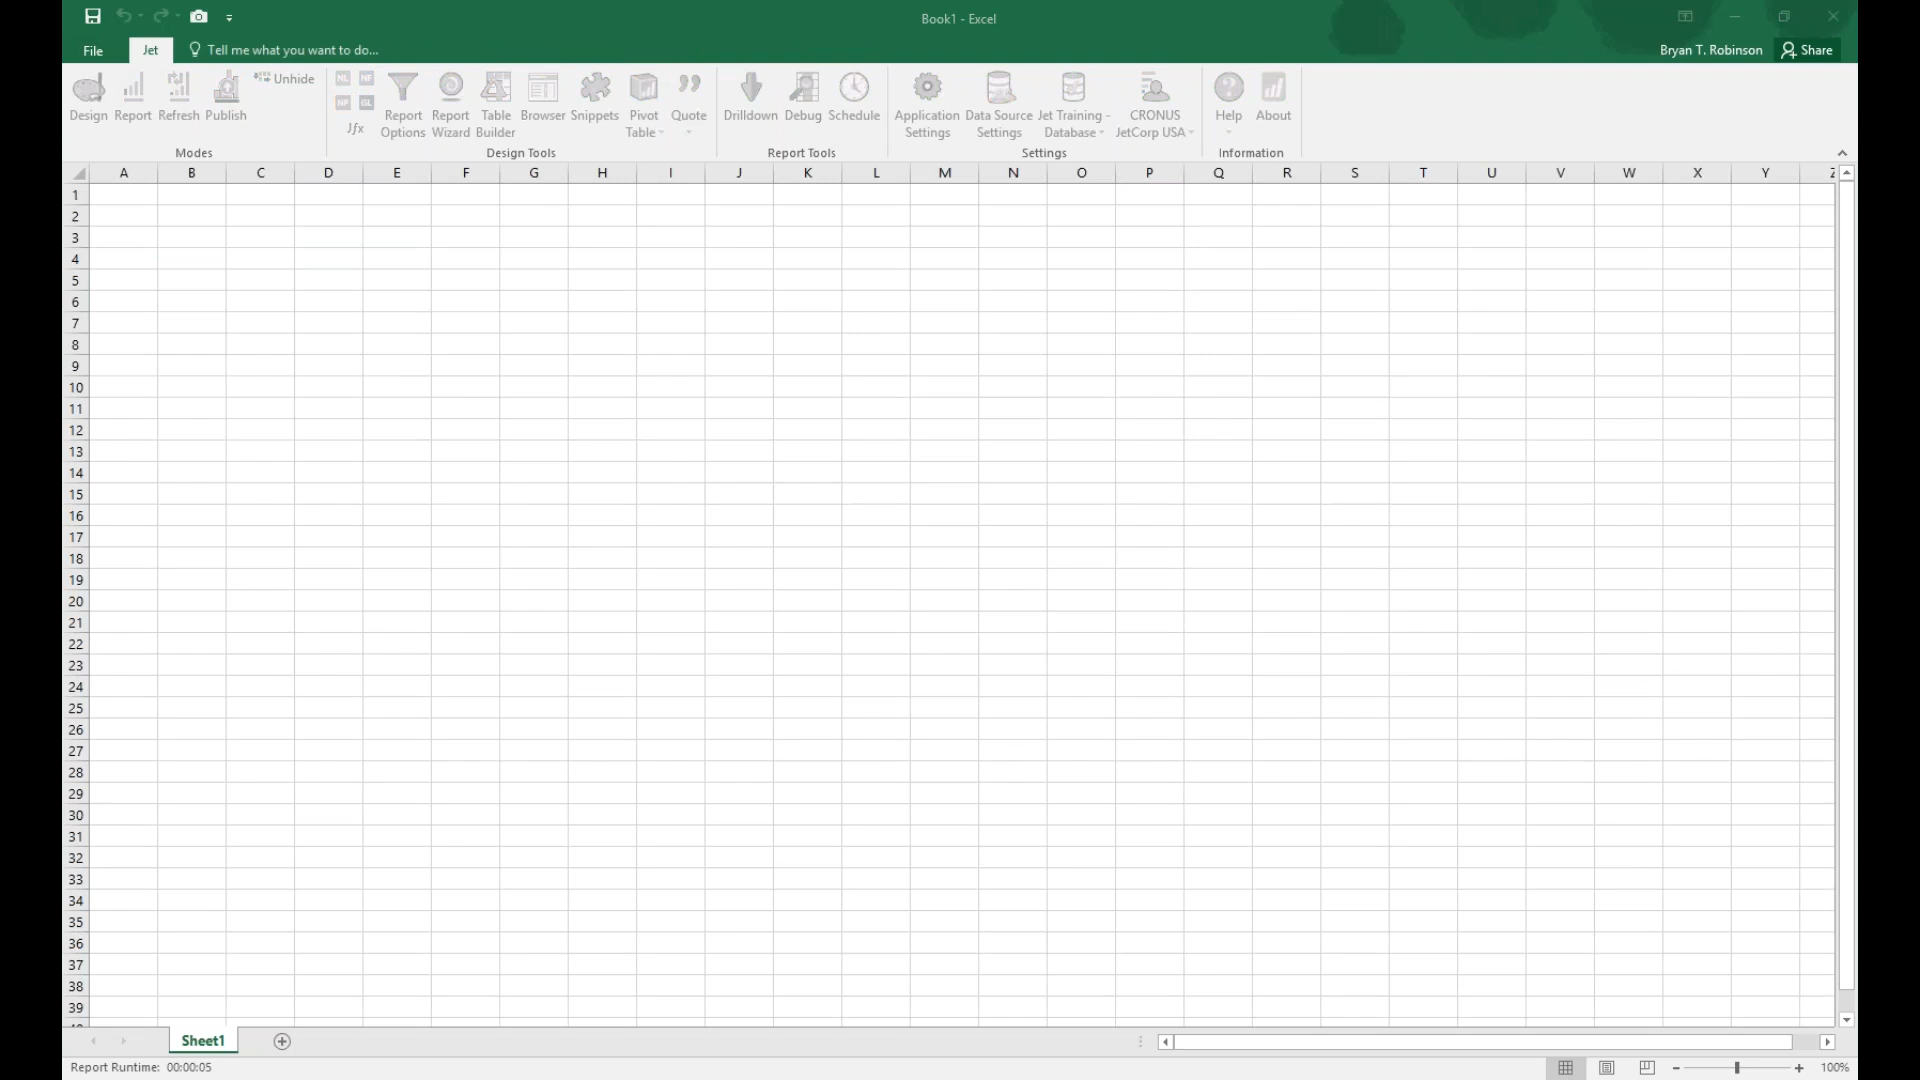 Book1 - Excel
File Jet Tell me what you want to do... Bryan T. Robinson Share
Design Report Refresh Publish Unhide
NL NF
NP GL
Jfx
Report Options Report Wizard Table Builder Browser Snippets Pivot Table Quote
Drilldown Debug Schedule
Application Settings Data Source Settings Jet Training - Database CRONUS JetCorp USA
Help About
Modes Design Tools Report Tools Settings Information
A B C D E F G H I J K L M N O P Q R S T U V W X Y Z
1
2
3
4
5
6
7
8
9
10
11
12
13
14
15
16
17
18
19
20
21
22
23
24
25
26
27
28
29
30
31
32
33
34
35
36
37
38
39
Sheet1
Report Runtime: 00:00:05 100%